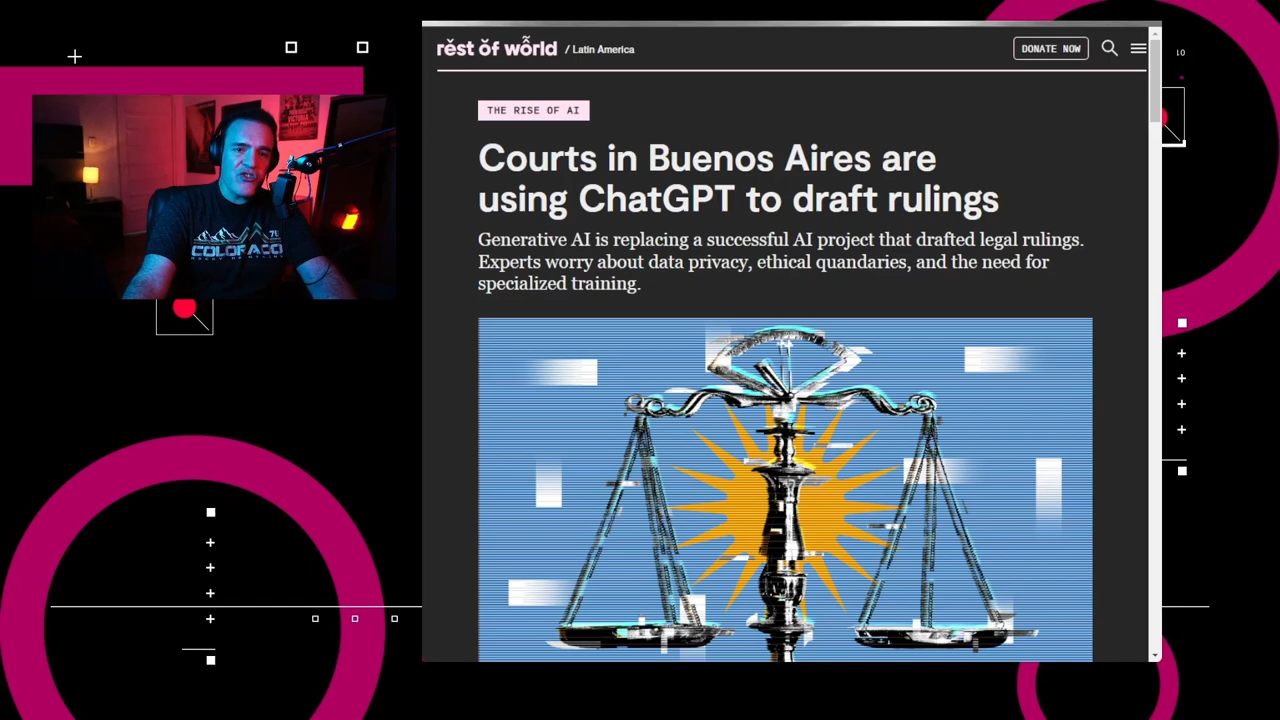 rest of world / Latin America
DONATE NOW
THE RISE OF AI
Courts in Buenos Aires are
using ChatGPT to draft rulings
Generative AI is replacing a successful AI project that drafted legal rulings.
Experts worry about data privacy, ethical quandaries, and the need for
specialized training.
COLORADO